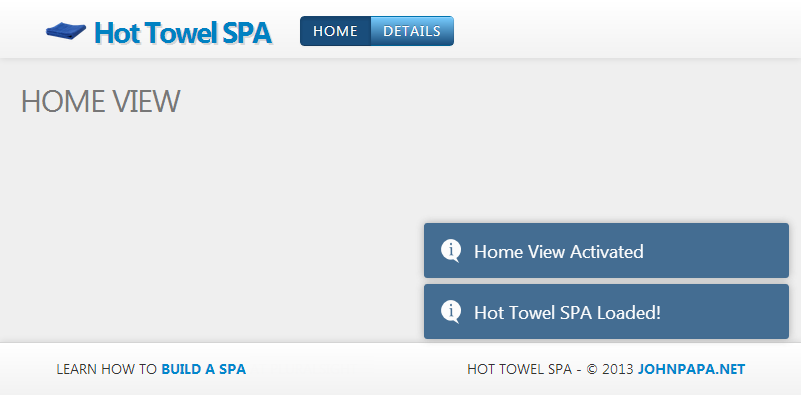 Hot Towel SPA
HOME DETAILS
HOME VIEW
Home View Activated
Hot Towel SPA Loaded!
LEARN HOW TO BUILD A SPA
HOT TOWEL SPA - © 2013 JOHNPAPA.NET